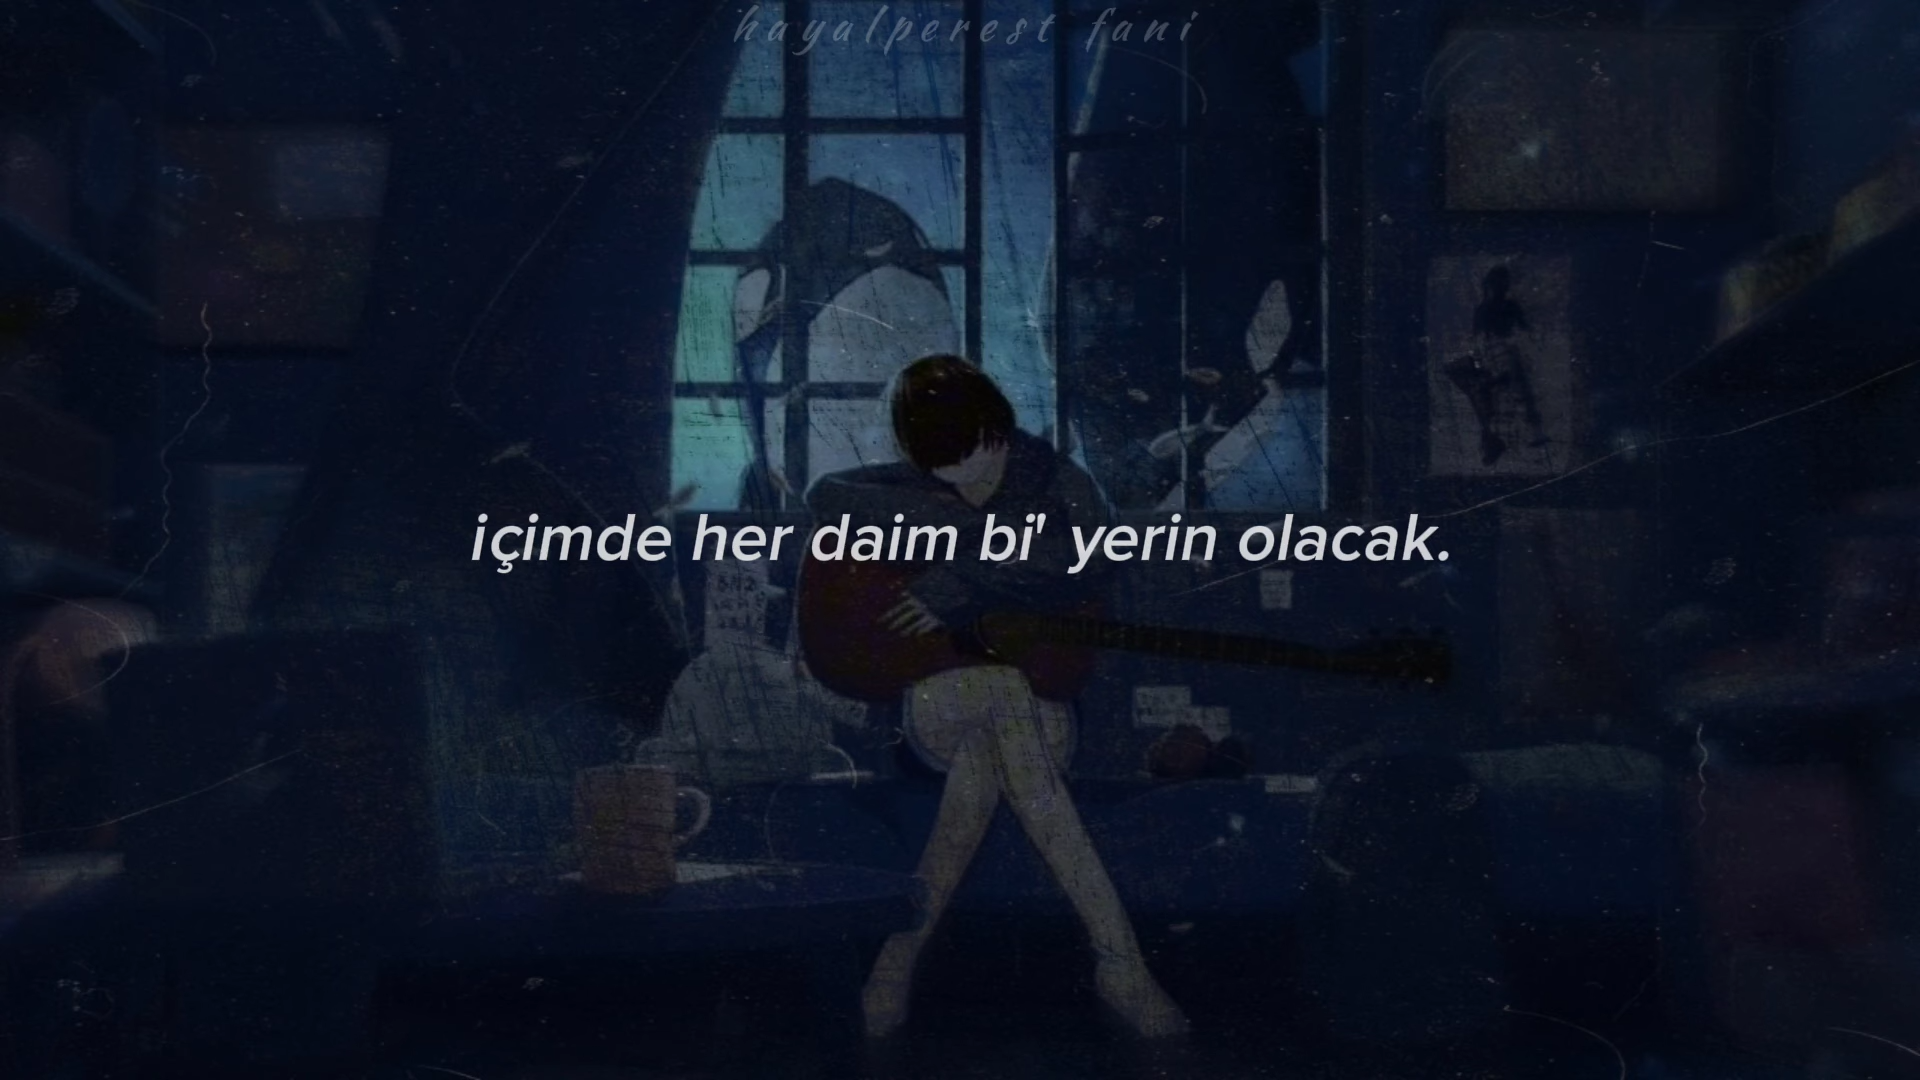 hayalperest fani
içimde her daim bi' yerin olacak.